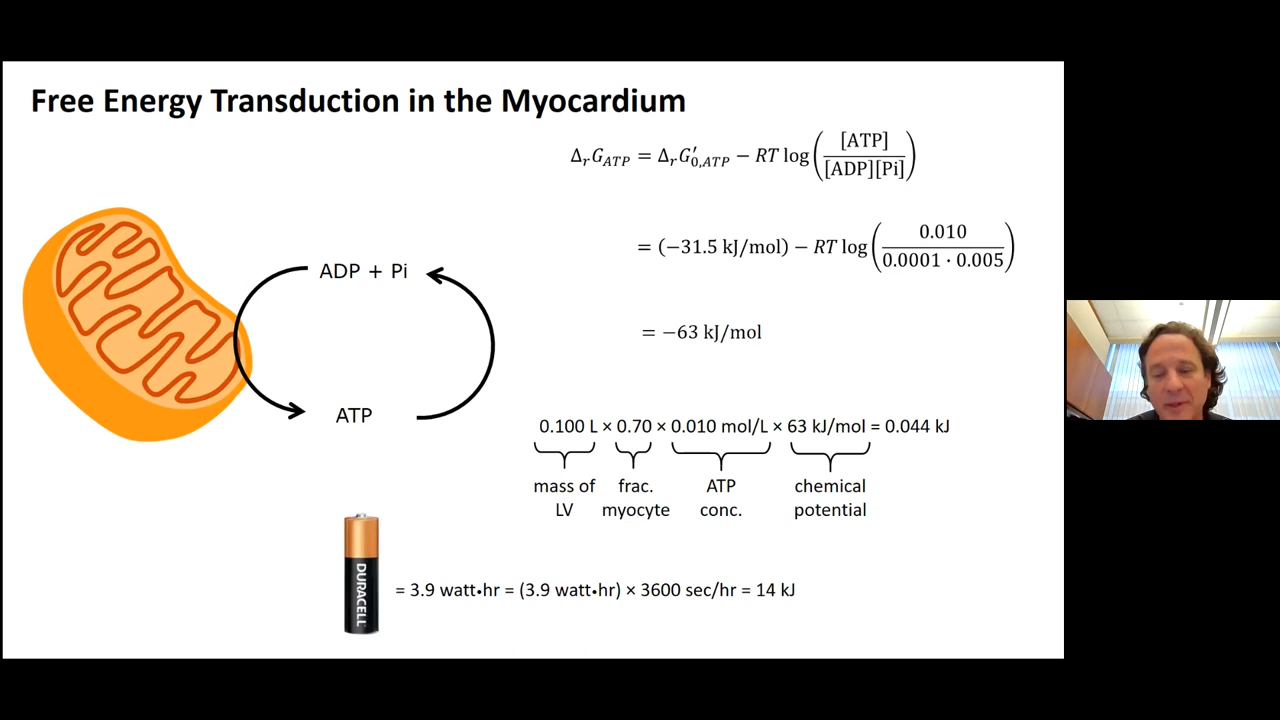 Free Energy Transduction in the Myocardium
ΔᵣG_ATP = ΔᵣG′₀,ATP − RT log([ATP] / [ADP][Pi])
= (−31.5 kJ/mol) − RT log(0.010 / 0.0001 · 0.005)
= −63 kJ/mol
ADP + Pi
ATP
0.100 L × 0.70 × 0.010 mol/L × 63 kJ/mol = 0.044 kJ
mass of LV
frac. myocyte
ATP conc.
chemical potential
DURACELL
= 3.9 watt•hr = (3.9 watt•hr) × 3600 sec/hr = 14 kJ